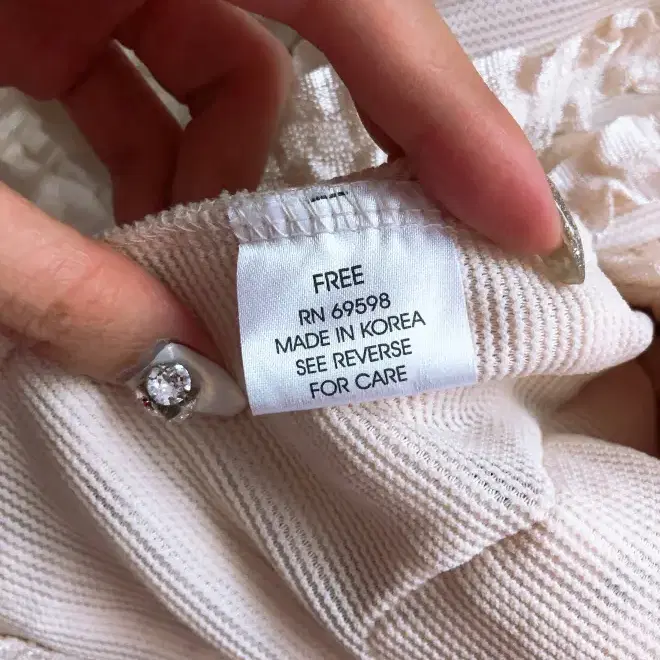 FREE
RN 69598
MADE IN KOREA
SEE REVERSE
FOR CARE